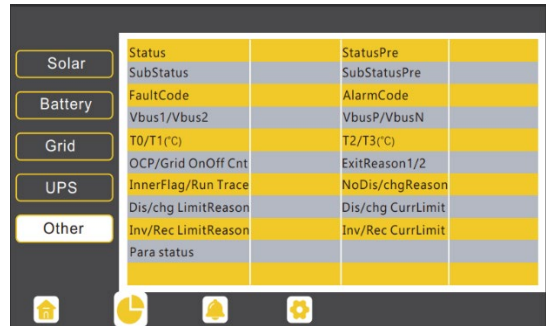 Solar
Battery
Grid
UPS
Other
Status StatusPre
SubStatus SubStatusPre
FaultCode AlarmCode
Vbus1/Vbus2 VbusP/VbusN
T0/T1(℃) T2/T3(℃)
OCP/Grid OnOff Cnt ExitReason1/2
InnerFlag/Run Trace NoDis/chgReason
Dis/chg LimitReason Dis/chg CurrLimit
Inv/Rec LimitReason Inv/Rec CurrLimit
Para status